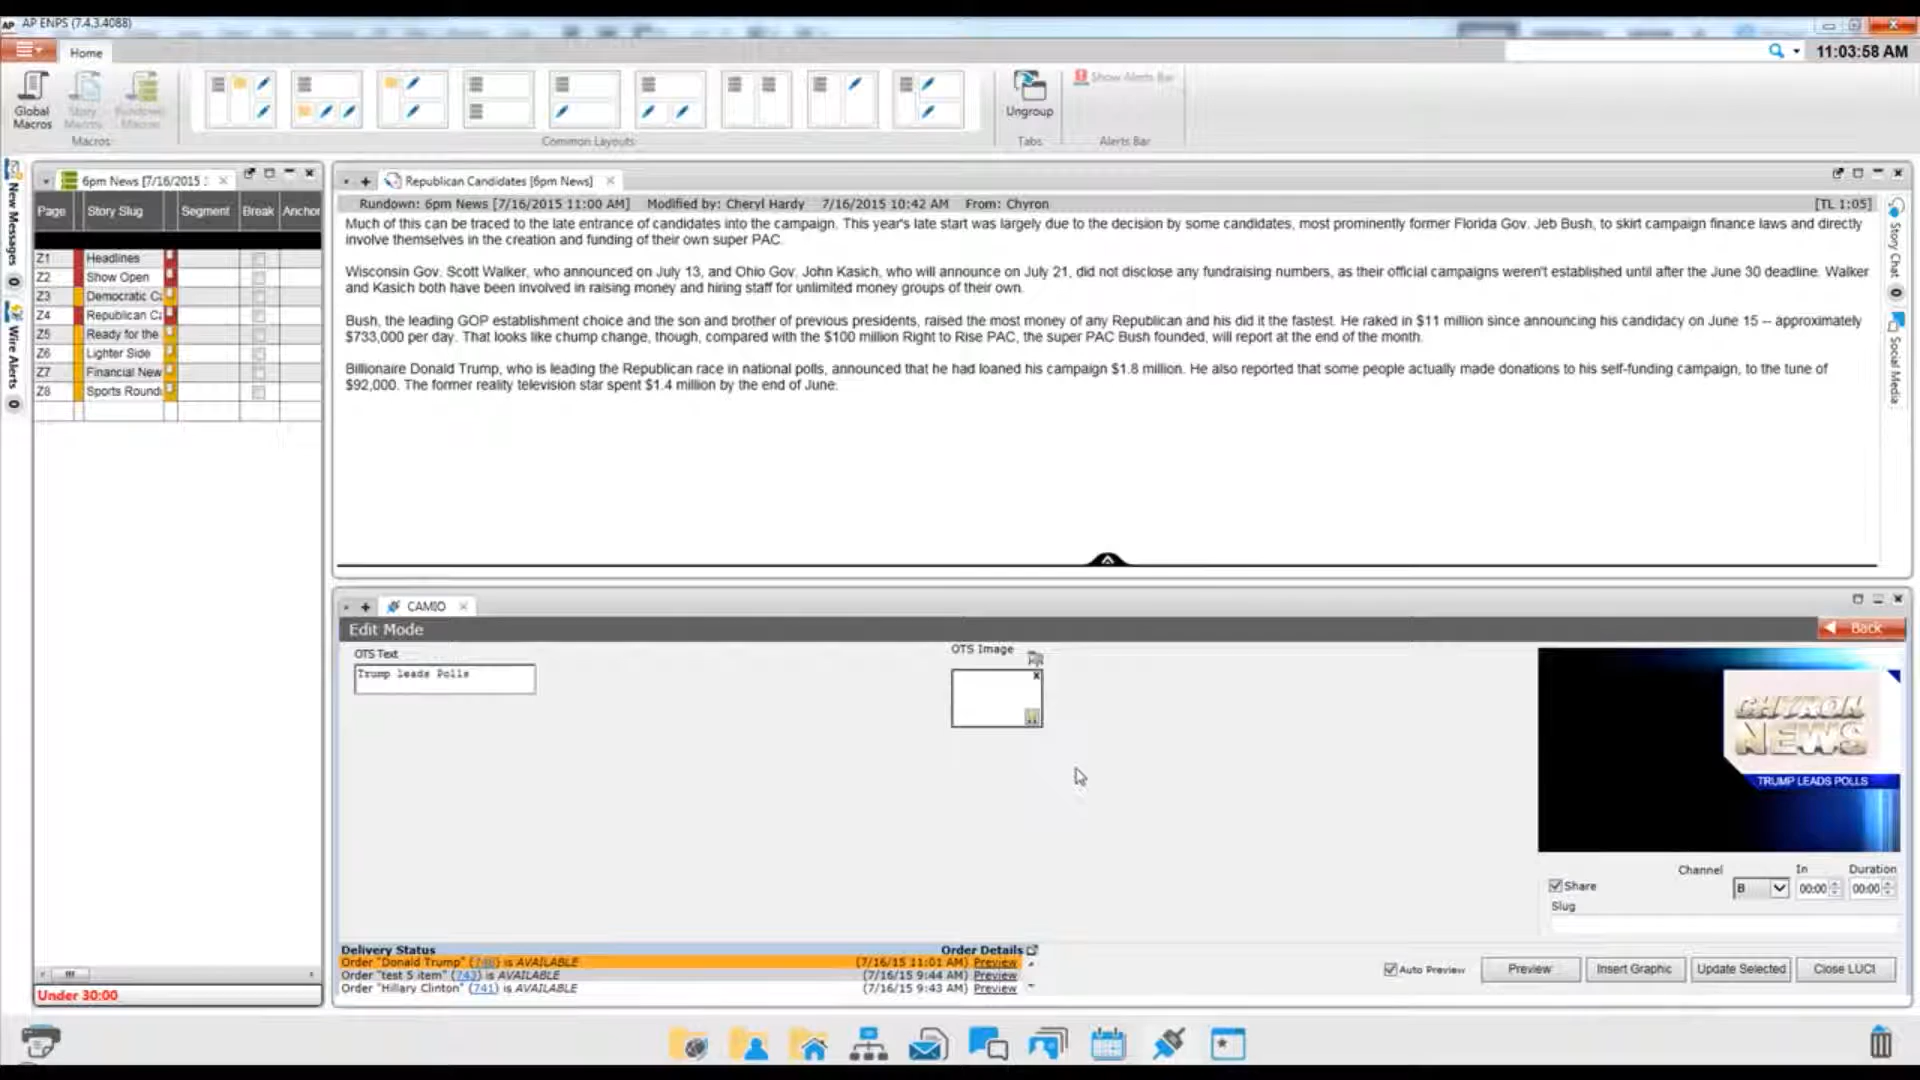 AP ENPS (7.4.3.4088)
Home
11:03:58 AM
Global Macros
Story Macros
Rundown Macros
Ungroup
Show Alerts Bar
Macros
Common Layouts
Tabs
Alerts Bar
New Messages 0
Wire Alerts 0
6pm News [7/16/2015 :
Page Story Slug Segment Break Anchor
Z1 Headlines
Z2 Show Open
Z3 Democratic Ca
Z4 Republican Ca
Z5 Ready for the
Z6 Lighter Side
Z7 Financial New
Z8 Sports Round
Under 30:00
Republican Candidates [6pm News]
Rundown: 6pm News [7/16/2015 11:00 AM] Modified by: Cheryl Hardy 7/16/2015 10:42 AM From: Chyron [TL 1:05]
Much of this can be traced to the late entrance of candidates into the campaign. This year's late start was largely due to the decision by some candidates, most prominently former Florida Gov. Jeb Bush, to skirt campaign finance laws and directly
involve themselves in the creation and funding of their own super PAC.
Wisconsin Gov. Scott Walker, who announced on July 13, and Ohio Gov. John Kasich, who will announce on July 21, did not disclose any fundraising numbers, as their official campaigns weren't established until after the June 30 deadline. Walker
and Kasich both have been involved in raising money and hiring staff for unlimited money groups of their own.
Bush, the leading GOP establishment choice and the son and brother of previous presidents, raised the most money of any Republican and his did it the fastest. He raked in $11 million since announcing his candidacy on June 15 -- approximately
$733,000 per day. That looks like chump change, though, compared with the $100 million Right to Rise PAC, the super PAC Bush founded, will report at the end of the month.
Billionaire Donald Trump, who is leading the Republican race in national polls, announced that he had loaned his campaign $1.8 million. He also reported that some people actually made donations to his self-funding campaign, to the tune of
$92,000. The former reality television star spent $1.4 million by the end of June.
Story Chat 0
Social Media
CAMIO
Edit Mode
Back
OTS Text
Trump leads Polls
OTS Image
CHYRON
NEWS
TRUMP LEADS POLLS
Channel In Duration
Share B 00:00 00:00
Slug
Delivery Status Order Details
Order "Donald Trump" is AVAILABLE (7/16/15 11:01 AM) Preview
Order "test 5 item" (743) is AVAILABLE (7/16/15 9:44 AM) Preview
Order "Hillary Clinton" (741) is AVAILABLE (7/16/15 9:43 AM) Preview
Auto Preview Preview Insert Graphic Update Selected Close LUCI